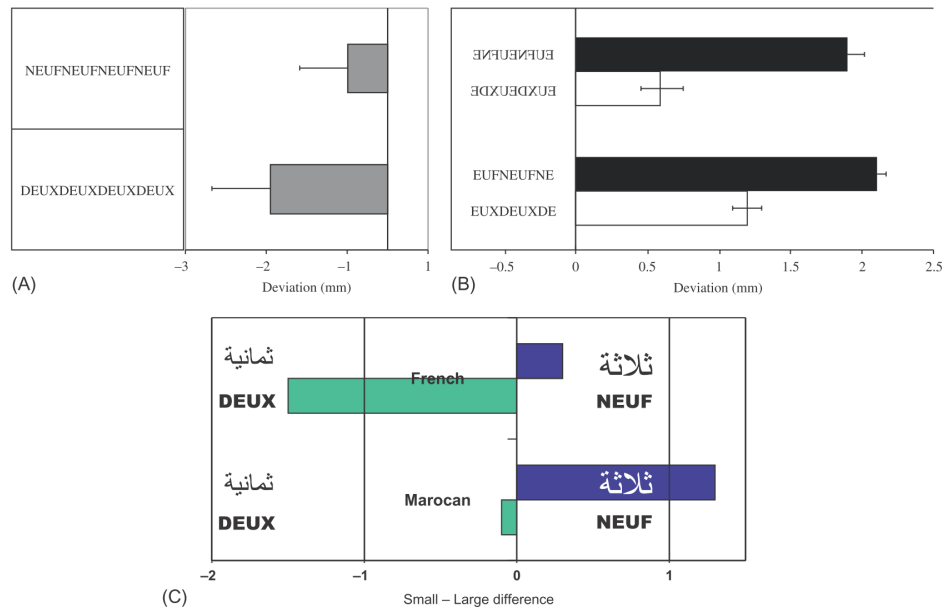 NEUFNEUFNEUFNEUF
DEUXDEUXDEUXDEUX
–3 –2 –1 1
Deviation (mm)
(A)
EUFNEUFNE
EUXDEUXDE
EUFNEUFNE
EUXDEUXDE
–0.5 0 0.5 1 1.5 2 2.5
Deviation (mm)
(B)
ثمانية ثلاثة
French
DEUX NEUF
ثمانية ثلاثة
Marocan
DEUX NEUF
–2 –1 0 1
Small – Large difference
(C)